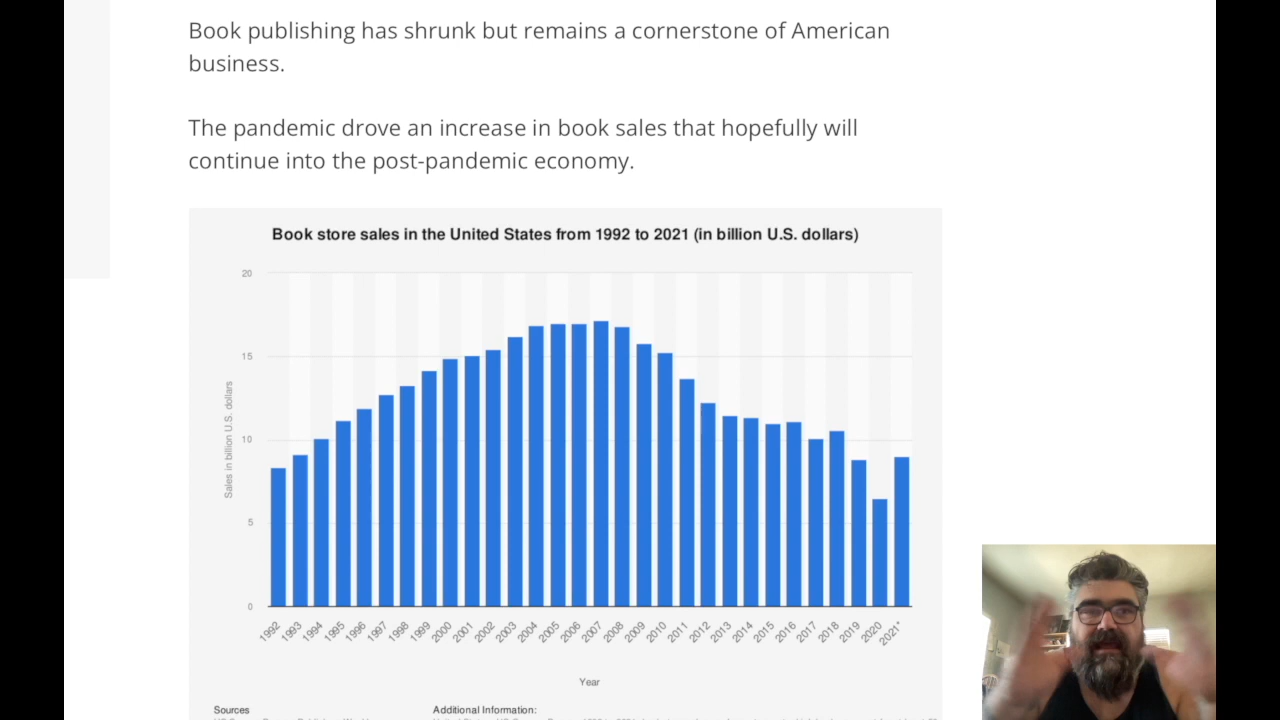 Book publishing has shrunk but remains a cornerstone of American
business.
The pandemic drove an increase in book sales that hopefully will
continue into the post-pandemic economy.
Book store sales in the United States from 1992 to 2021 (in billion U.S. dollars)
Sales in billion U.S. dollars
20
15
10
5
0
1992 1993 1994 1995 1996 1997 1998 1999 2000 2001 2002 2003 2004 2005 2006 2007 2008 2009 2010 2011 2012 2013 2014 2015 2016 2017 2018 2019 2020 2021*
Year
Sources
Additional Information: